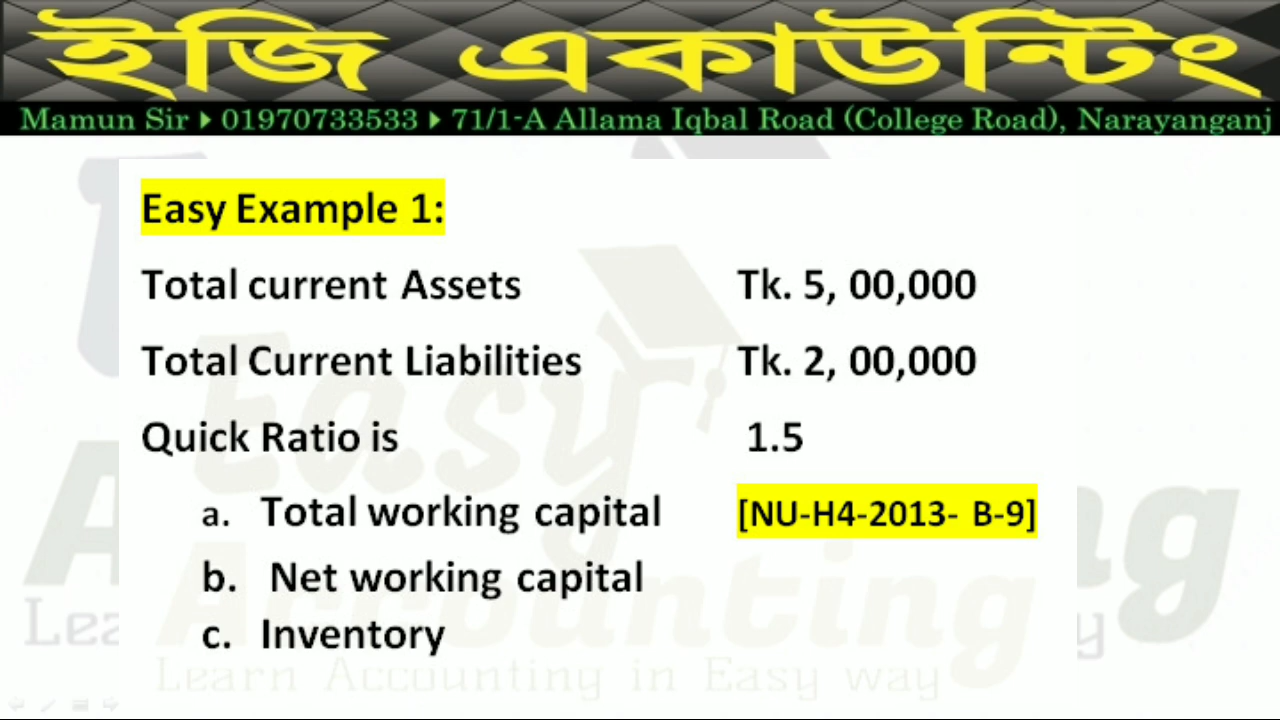 ইজি একাউন্টিং
Mamun Sir ▸ 01970733533 ▸ 71/1-A Allama Iqbal Road (College Road), Narayanganj
Easy Example 1:
Total current Assets Tk. 5, 00,000
Total Current Liabilities Tk. 2, 00,000
Quick Ratio is 1.5
a. Total working capital [NU-H4-2013- B-9]
b. Net working capital
c. Inventory
Easy
Accounting
Learn Accounting in Easy way